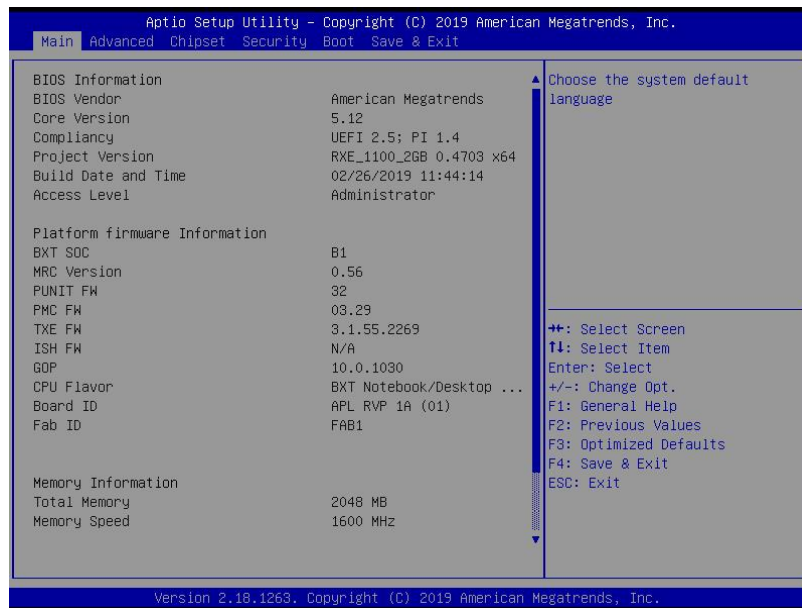 Aptio Setup Utility – Copyright (C) 2019 American Megatrends, Inc.
Main Advanced Chipset Security Boot Save & Exit
BIOS Information
BIOS Vendor American Megatrends
Core Version 5.12
Compliancy UEFI 2.5; PI 1.4
Project Version RXE_1100_2GB 0.4703 x64
Build Date and Time 02/26/2019 11:44:14
Access Level Administrator
Platform firmware Information
BXT SOC B1
MRC Version 0.56
PUNIT FW 32
PMC FW 03.29
TXE FW 3.1.55.2269
ISH FW N/A
GOP 10.0.1030
CPU Flavor BXT Notebook/Desktop ...
Board ID APL RVP 1A (01)
Fab ID FAB1
Memory Information
Total Memory 2048 MB
Memory Speed 1600 MHz
Choose the system default
language
→←: Select Screen
↑↓: Select Item
Enter: Select
+/-: Change Opt.
F1: General Help
F2: Previous Values
F3: Optimized Defaults
F4: Save & Exit
ESC: Exit
Version 2.18.1263. Copyright (C) 2019 American Megatrends, Inc.